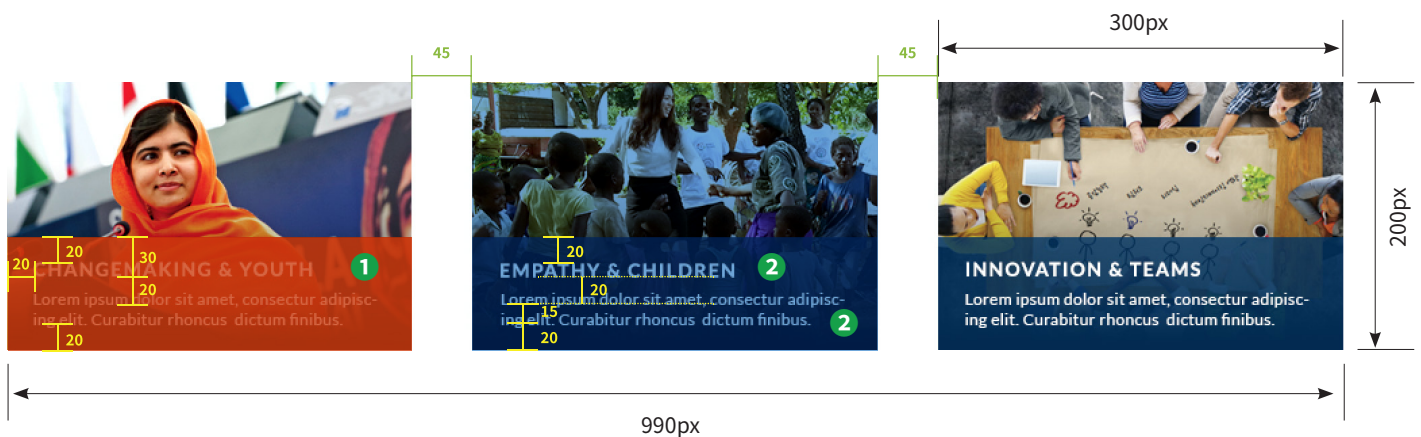 300px
45
45
200px
20
20
30
20
20
CHANGEMAKING & YOUTH
1
Lorem ipsum dolor sit amet, consectur adipisc-
ing elit. Curabitur rhoncus dictum finibus.
20
EMPATHY & CHILDREN
2
20
Lorem ipsum dolor sit amet, consectur adipisc-
15
ing elit. Curabitur rhoncus dictum finibus.
2
20
INNOVATION & TEAMS
Lorem ipsum dolor sit amet, consectur adipisc-
ing elit. Curabitur rhoncus dictum finibus.
990px